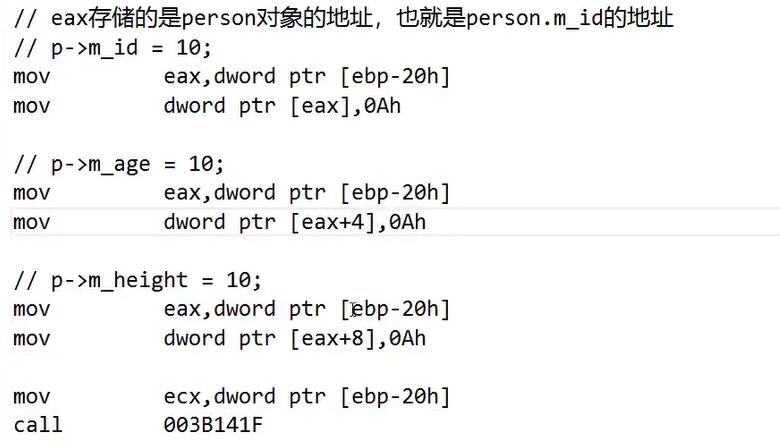 // eax存储的是person对象的地址，也就是person.m_id的地址
// p->m_id = 10;
mov eax,dword ptr [ebp-20h]
mov dword ptr [eax],0Ah
// p->m_age = 10;
mov eax,dword ptr [ebp-20h]
mov dword ptr [eax+4],0Ah
// p->m_height = 10;
mov eax,dword ptr [ebp-20h]
mov dword ptr [eax+8],0Ah
mov ecx,dword ptr [ebp-20h]
call 003B141F